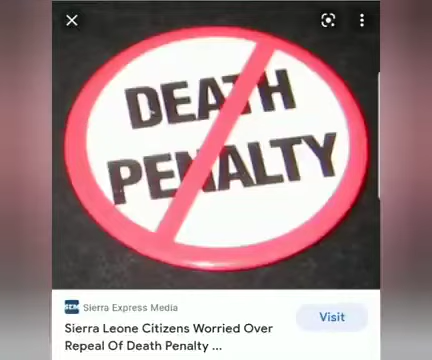 DEATH
PENALTY
SEM Sierra Express Media
Sierra Leone Citizens Worried Over
Repeal Of Death Penalty ...
Visit